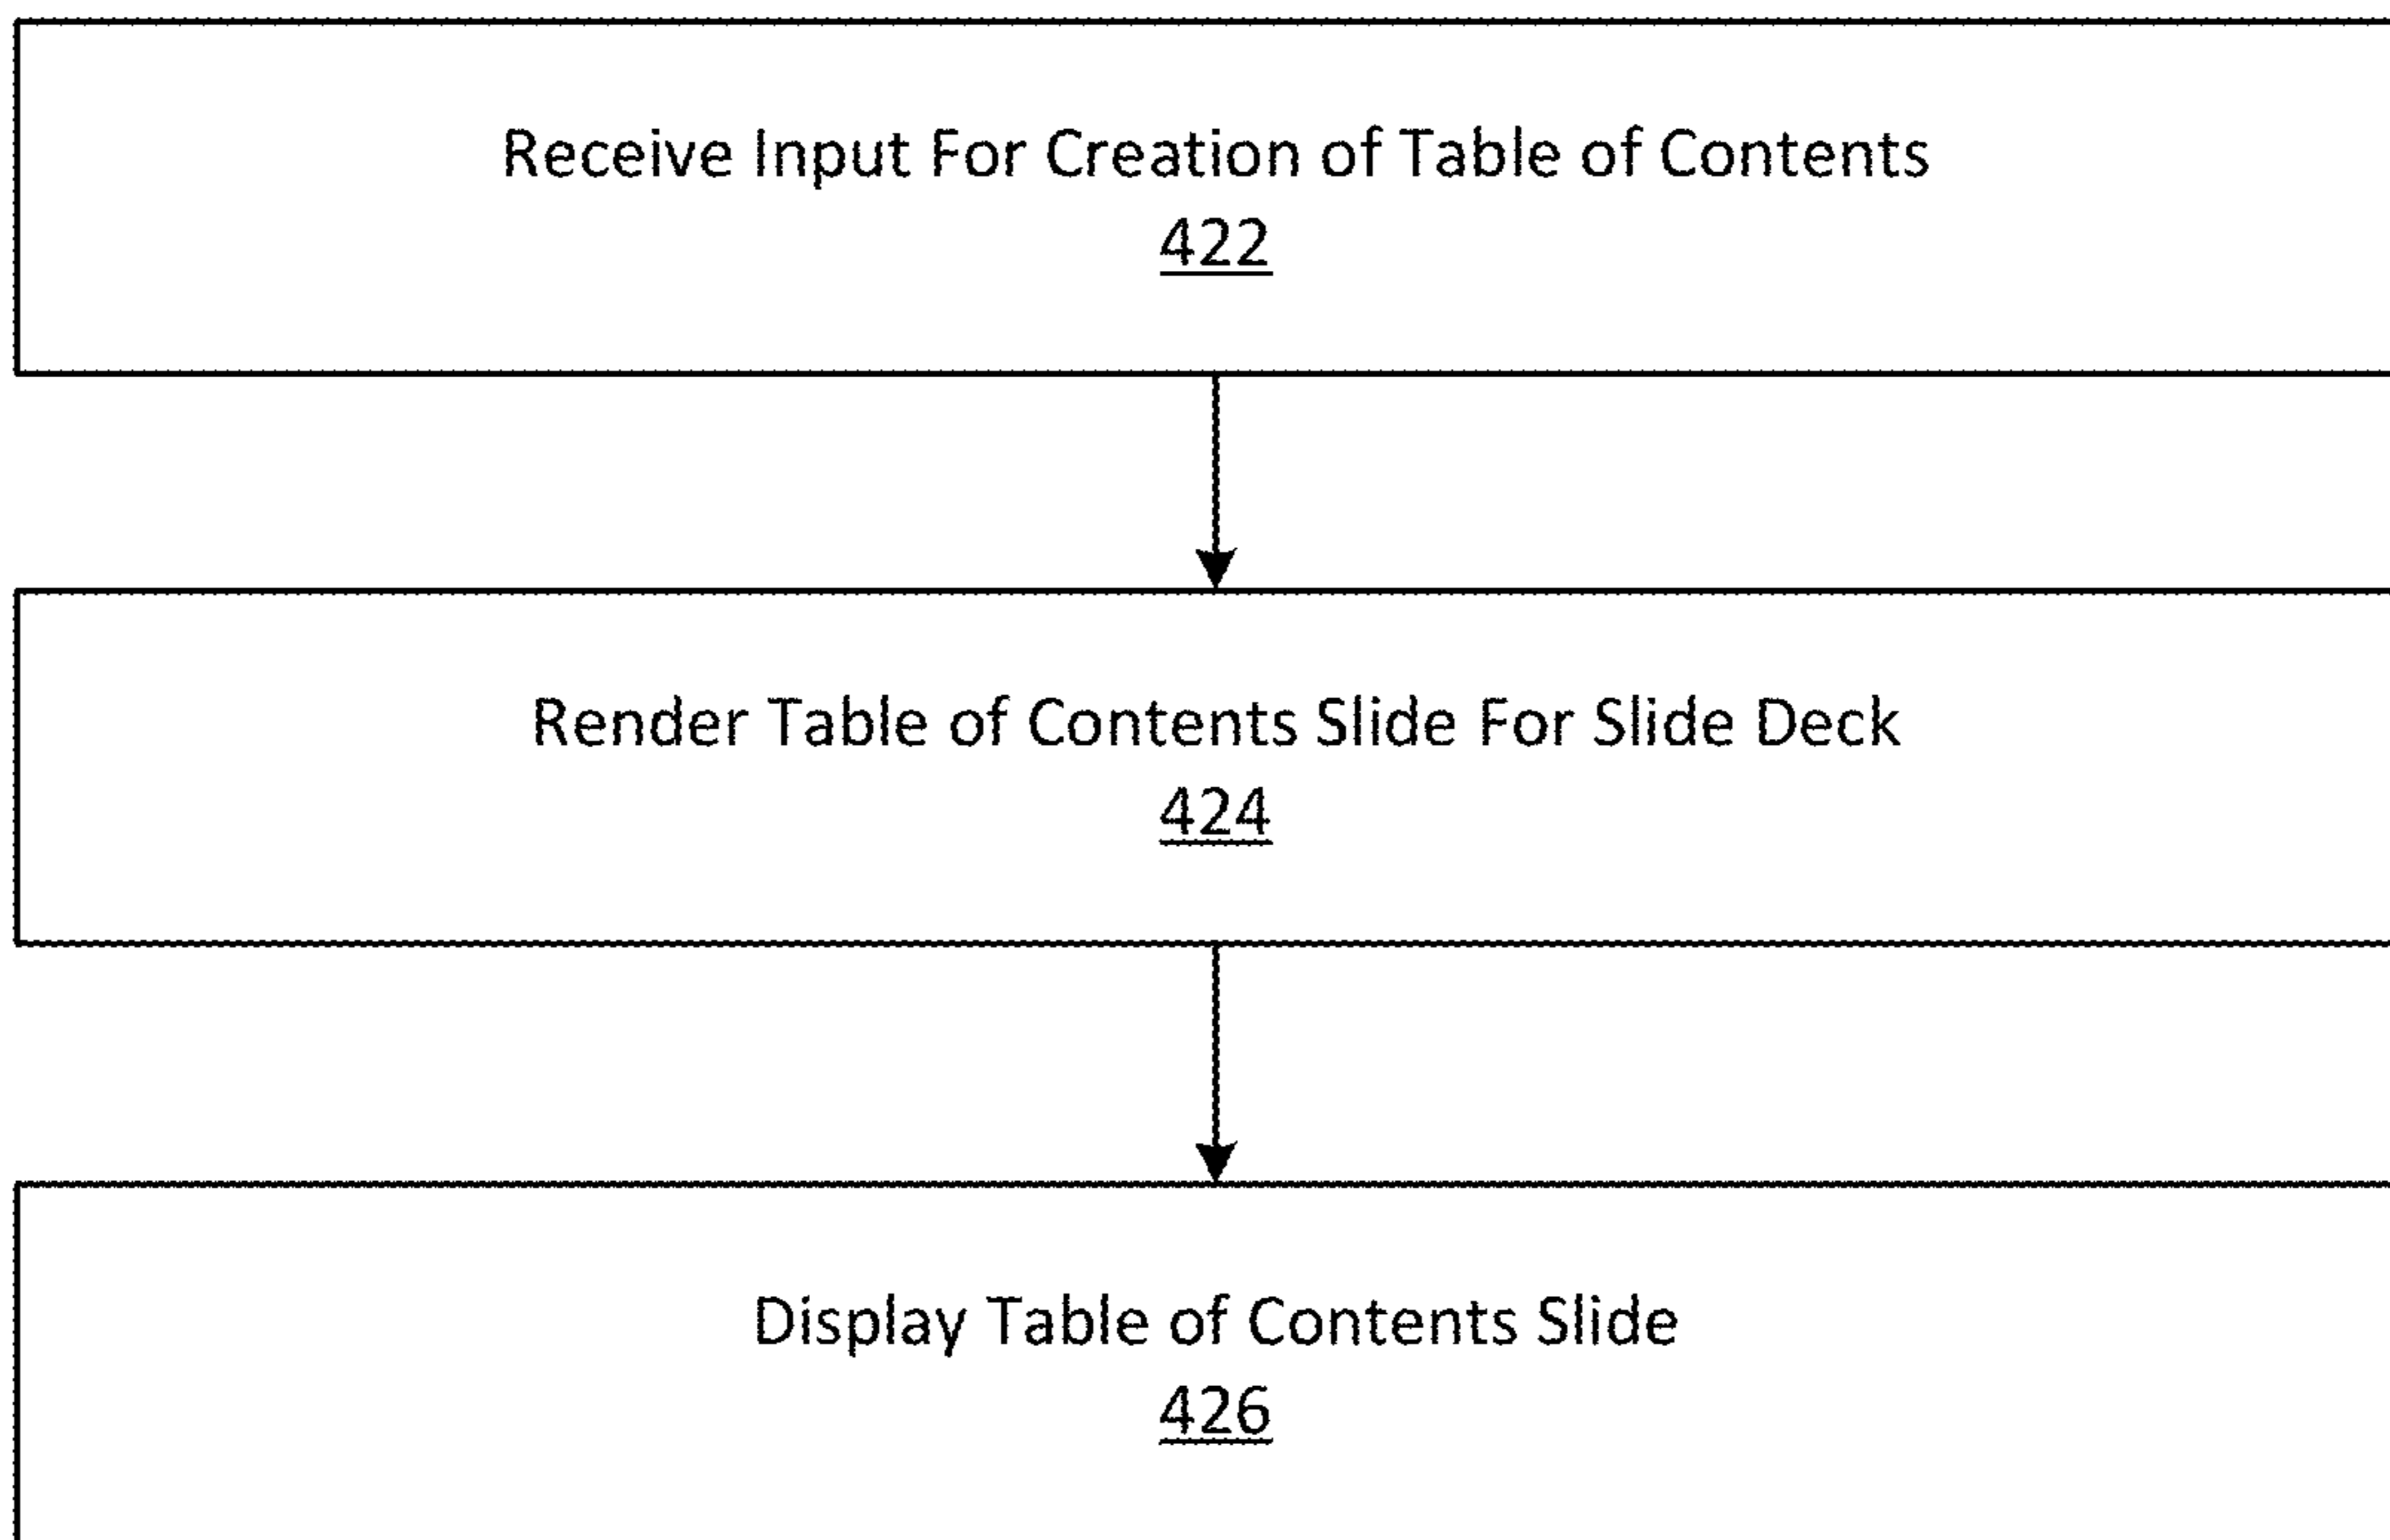 Receive Input For Creation of Table of Contents
422
Render Table of Contents Slide For Slide Deck
424
Display Table of Contents Slide
426